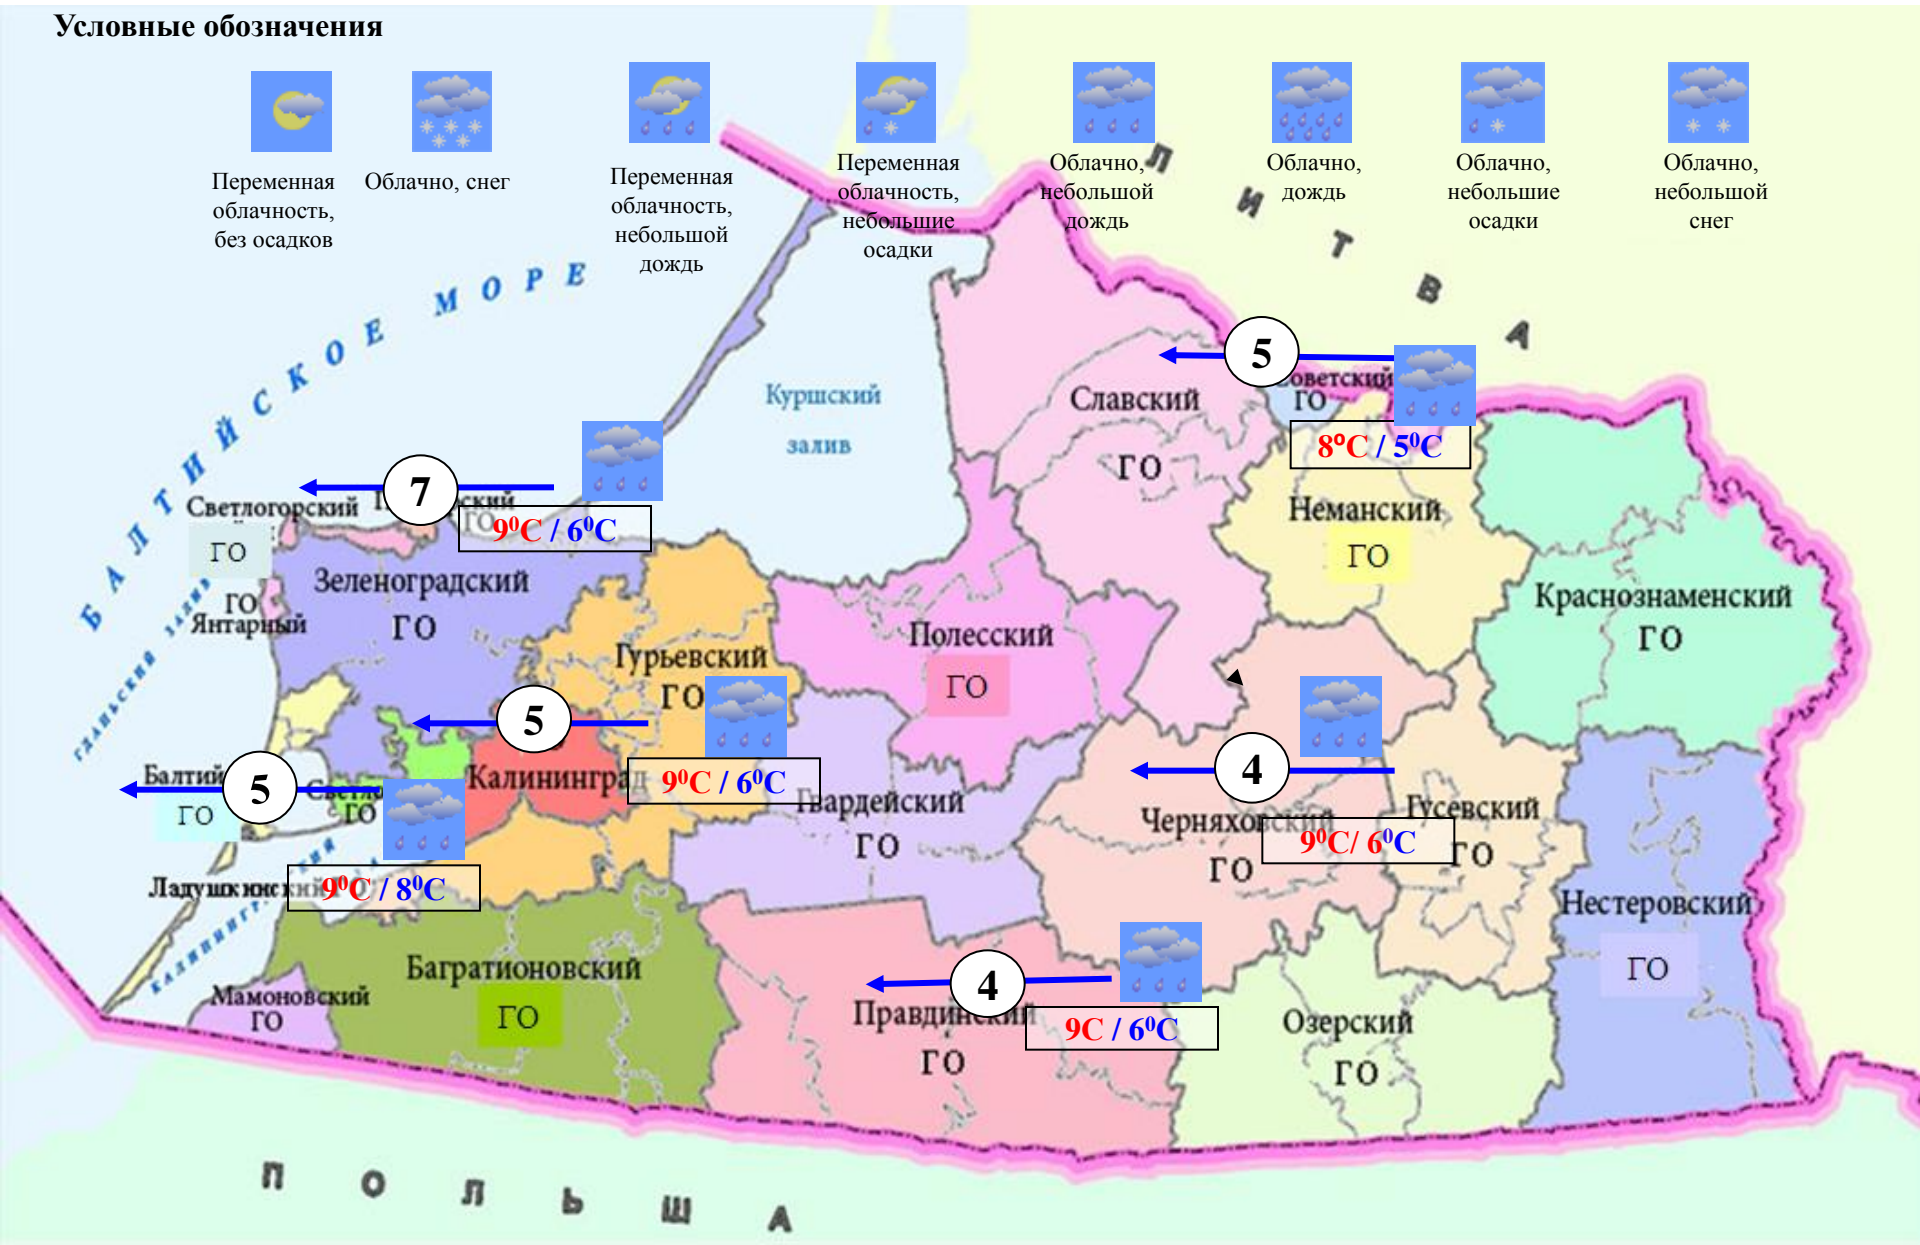 Условные обозначения
Переменная
облачность,
без осадков
Облачно, снег
Переменная
облачность,
небольшой
дождь
Переменная
облачность,
небольшие
осадки
Облачно,
небольшой
дождь
Облачно,
дождь
Облачно,
небольшие
осадки
Облачно,
небольшой
снег
ЛИТВА
БАЛТИЙСКОЕ МОРЕ
Куршский
залив
5
Советский
ГО
8⁰С / 5⁰С
Славский
ГО
7
Светлогорский
ГО
ГО
9⁰С / 6⁰С
Неманский
ГО
Зеленоградский
ГО
ГО
Янтарный
Краснознаменский
ГО
Полесский
ГО
Гурьевский
ГО
5
Калининград
9⁰С / 6⁰С
5
Балтий
ГО
ГО
9⁰С / 8⁰С
Гвардейский
ГО
4
Черняховский
ГО
9⁰С/ 6⁰С
Гусевский
ГО
Нестеровский
ГО
Ладушкинский
Мамоновский
ГО
Багратионовский
ГО
4
Правдинский
ГО
9С / 6⁰С
Озерский
ГО
ПОЛЬША